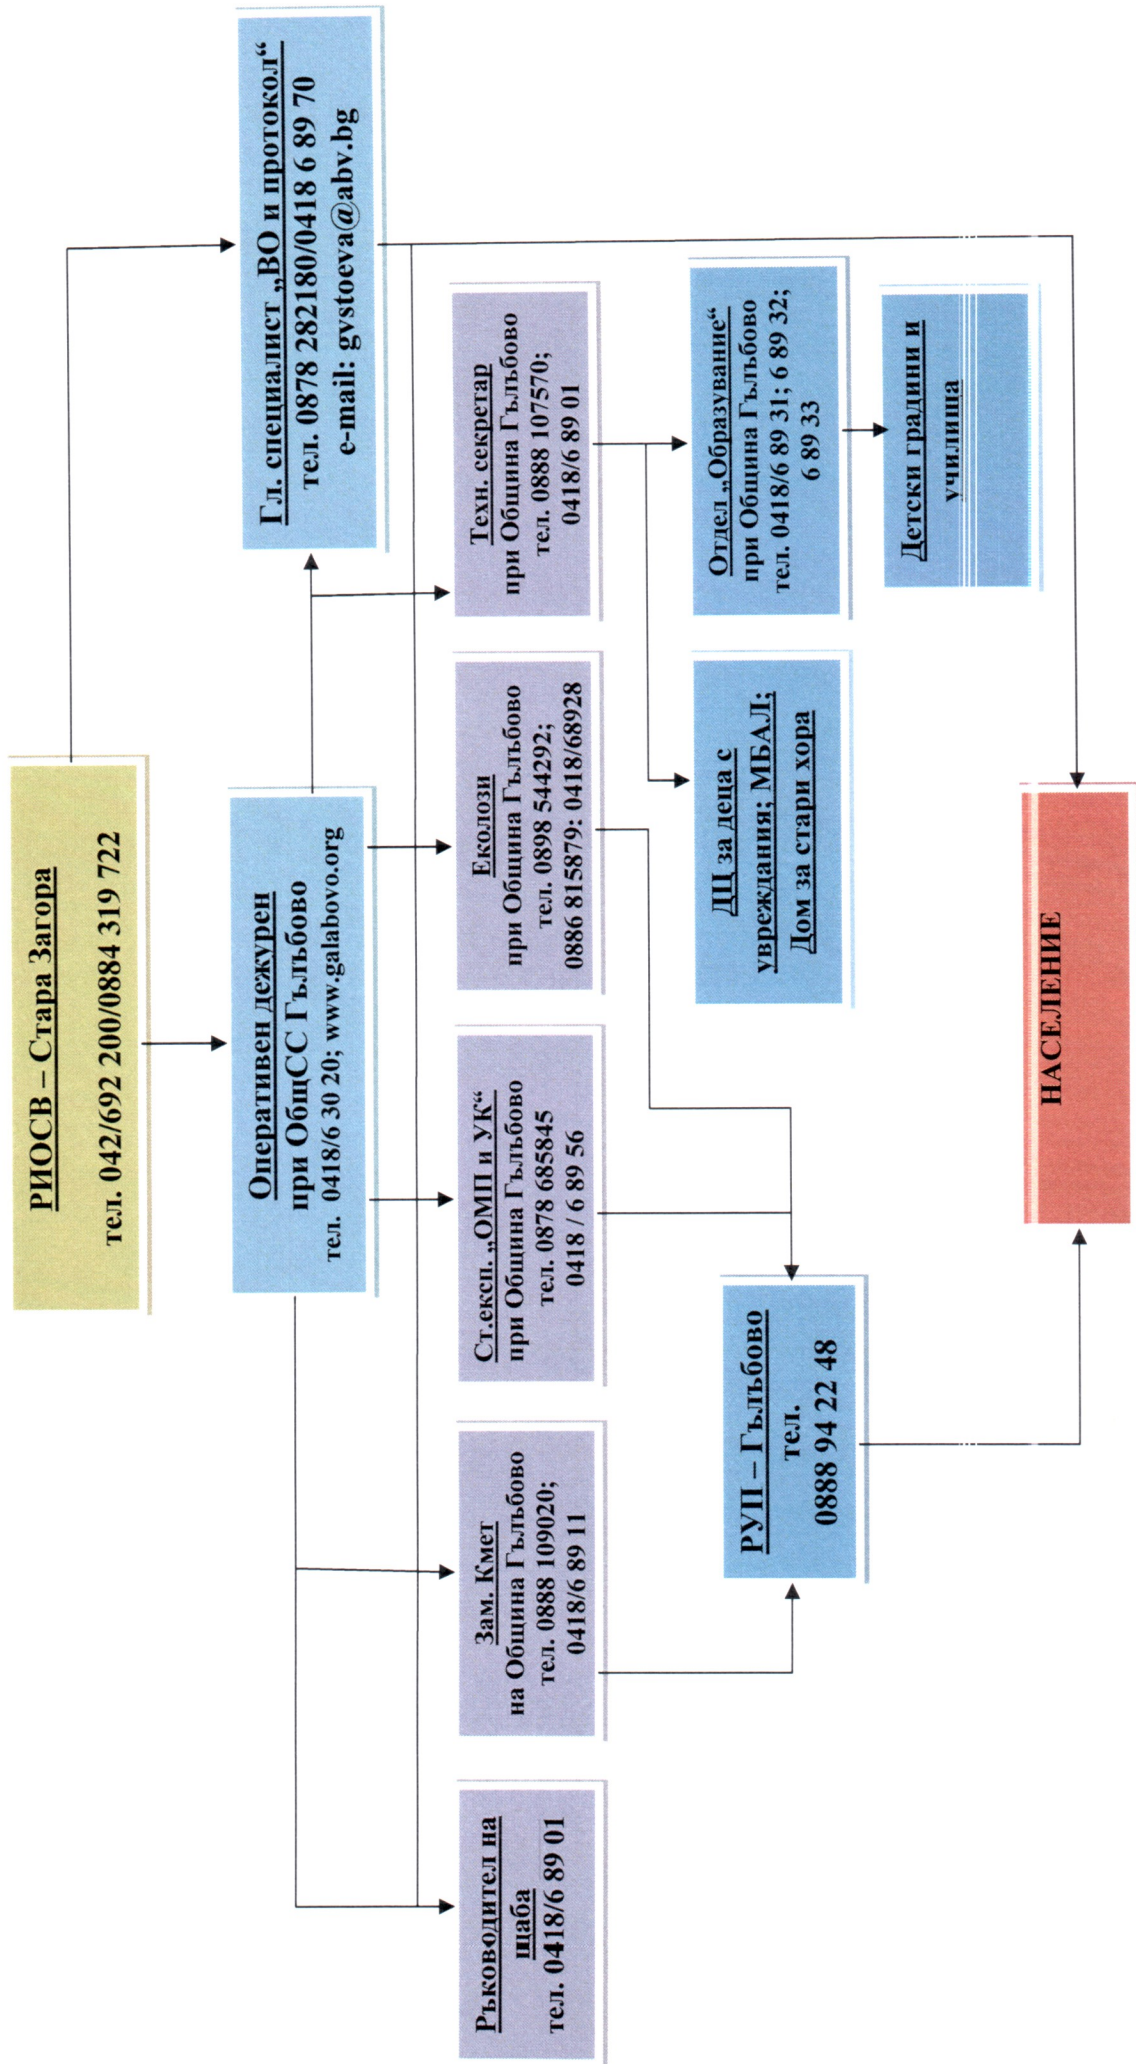 РИОСВ – Стара Загора
тел. 042/692 200/0884 319 722
Гл. специалист „ВО и протокол“
тел. 0878 282180/0418 6 89 70
e-mail: gvstoeva@abv.bg
Оперативен дежурен
при ОбщСС Гълъбово
тел. 0418/6 30 20; www.galabovo.org
Ръководител на
щаба
тел. 0418/6 89 01
Зам. Кмет
на Община Гълъбово
тел. 0888 109020;
0418/6 89 11
Ст.експ. „ОМП и УК“
при Община Гълъбово
тел. 0878 685845
0418 / 6 89 56
Еколози
при Община Гълъбово
тел. 0898 544292;
0886 815879: 0418/68928
Техн. секретар
при Община Гълъбово
тел. 0888 107570;
0418/6 89 01
РУП – Гълъбово
тел.
0888 94 22 48
ДЦ за деца с
увреждания; МБАЛ;
Дом за стари хора
Отдел „Образувание“
при Община Гълъбово
тел. 0418/6 89 31; 6 89 32;
6 89 33
Детски градини и
училища
НАСЕЛЕНИЕ